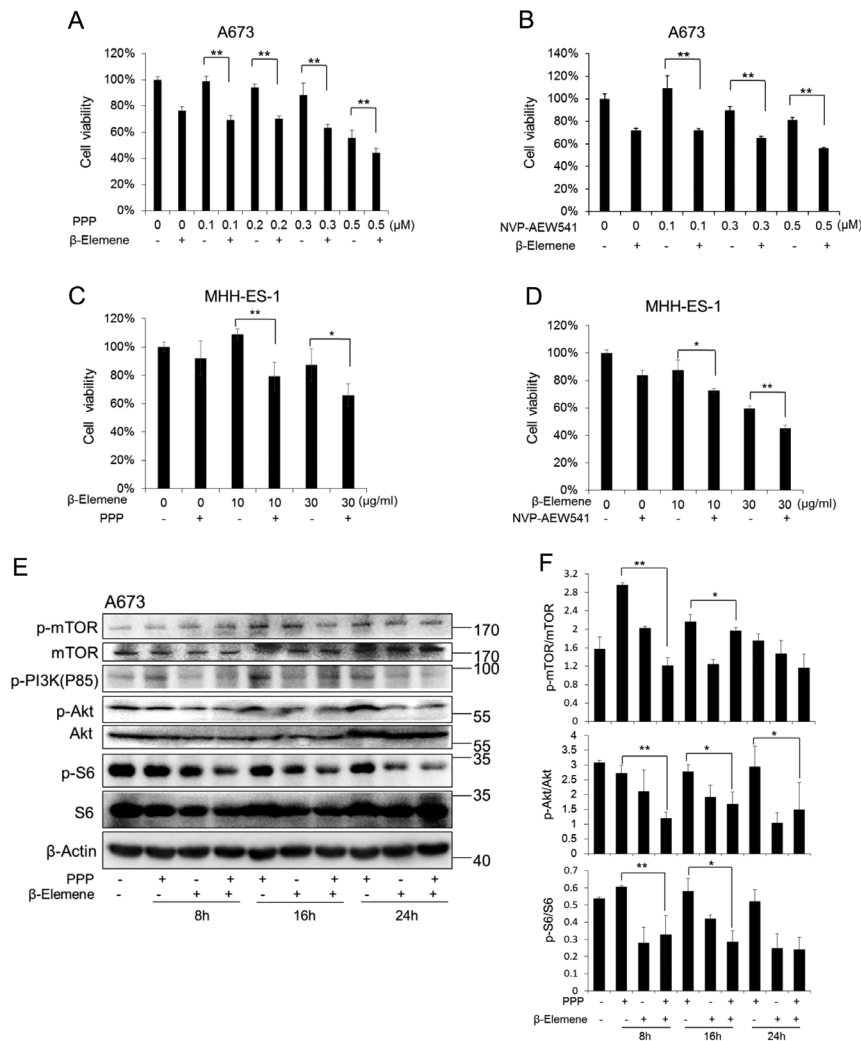 A
A673
Cell viability
120%
100%
80%
60%
40%
20%
0%
** ** ** **
PPP 0 0 0.1 0.1 0.2 0.2 0.3 0.3 0.5 0.5 (μM)
β-Elemene - + - + - + - + - +
B
A673
Cell viability
140%
120%
100%
80%
60%
40%
20%
0%
** ** **
NVP-AEW541 0 0 0.1 0.1 0.3 0.3 0.5 0.5 (μM)
β-Elemene - + - + - + - +
C
MHH-ES-1
Cell viability
120%
100%
80%
60%
40%
20%
0%
** *
β-Elemene 0 0 10 10 30 30 (μg/ml)
PPP - + - + - +
D
MHH-ES-1
Cell viability
120%
100%
80%
60%
40%
20%
0%
* **
β-Elemene 0 0 10 10 30 30 (μg/ml)
NVP-AEW541 - + - + - +
E
A673
p-mTOR 170
mTOR 170
p-PI3K(P85) 100
p-Akt 55
Akt 55
p-S6 35
S6 35
β-Actin 40
PPP - + - + + - + + - +
β-Elemene - - + + - + + - + +
8h 16h 24h
F
p-mTOR/mTOR
3.2
2.8
2.4
2
1.6
1.2
0.8
0.4
0
** *
p-Akt/Akt
4
3.5
3
2.5
2
1.5
1
0.5
0
** * *
p-S6/S6
0.6
0.5
0.4
0.3
0.2
0.1
0
** *
PPP - + - + + - + + - +
β-Elemene - - + + - + + - + +
8h 16h 24h